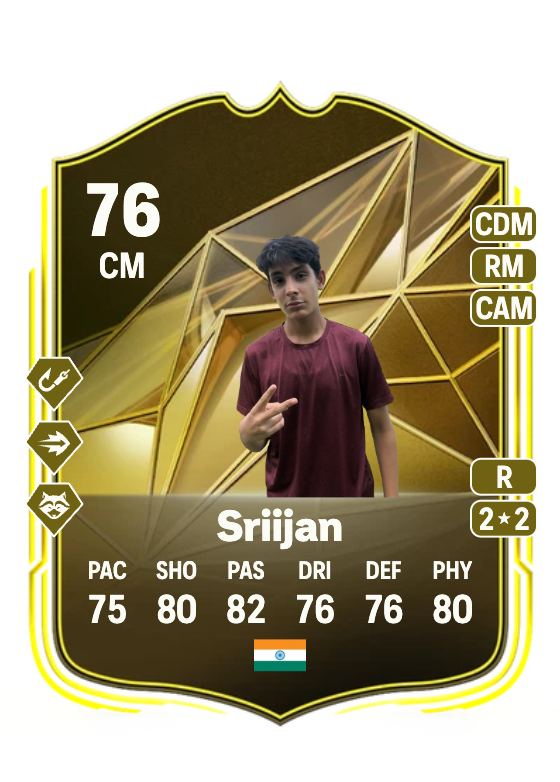 76
CM
CDM
RM
CAM
R
2★2
Sriijan
PAC SHO PAS DRI DEF PHY
75 80 82 76 76 80